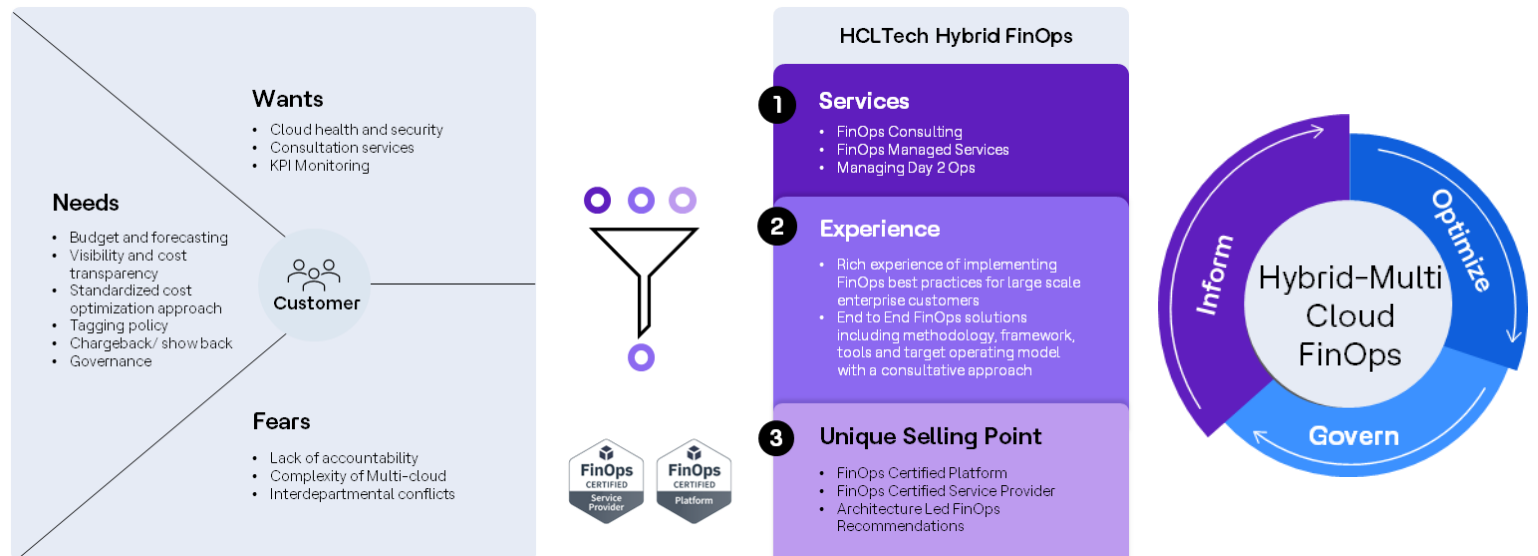 Wants
• Cloud health and security
• Consultation services
• KPI Monitoring
Needs
• Budget and forecasting
• Visibility and cost
transparency
• Standardized cost
optimization approach
• Tagging policy
• Chargeback/ show back
• Governance
Customer
Fears
• Lack of accountability
• Complexity of Multi-cloud
• Interdepartmental conflicts
FinOps
CERTIFIED
Service
Provider
FinOps
CERTIFIED
Platform
HCLTech Hybrid FinOps
1
Services
• FinOps Consulting
• FinOps Managed Services
• Managing Day 2 Ops
2
Experience
• Rich experience of implementing
FinOps best practices for large scale
enterprise customers
• End to End FinOps solutions
including methodology, framework,
tools and target operating model
with a consultative approach
3
Unique Selling Point
• FinOps Certified Platform
• FinOps Certified Service Provider
• Architecture Led FinOps
Recommendations
Inform
Optimize
Govern
Hybrid-Multi
Cloud
FinOps